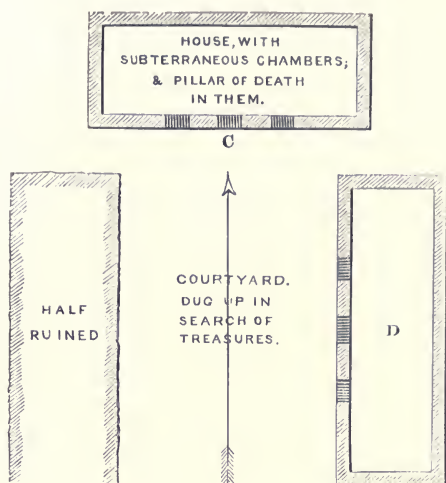 HOUSE, WITH
SUBTERRANEOUS CHAMBERS;
& PILLAR OF DEATH
IN THEM.
C
COURTYARD.
DUG UP IN
SEARCH OF
TREASURES.
HALF
RUINED
D